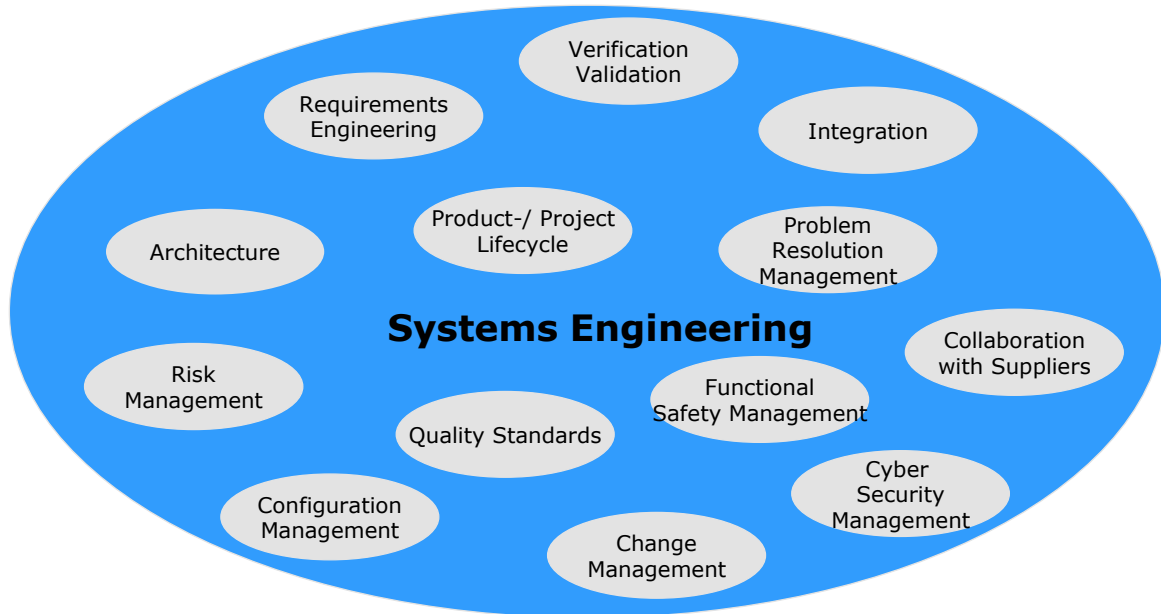 Verification
Validation
Requirements
Engineering
Integration
Product-/ Project
Lifecycle
Problem
Resolution
Management
Architecture
Systems Engineering
Collaboration
with Suppliers
Risk
Management
Functional
Safety Management
Quality Standards
Cyber
Security
Management
Configuration
Management
Change
Management